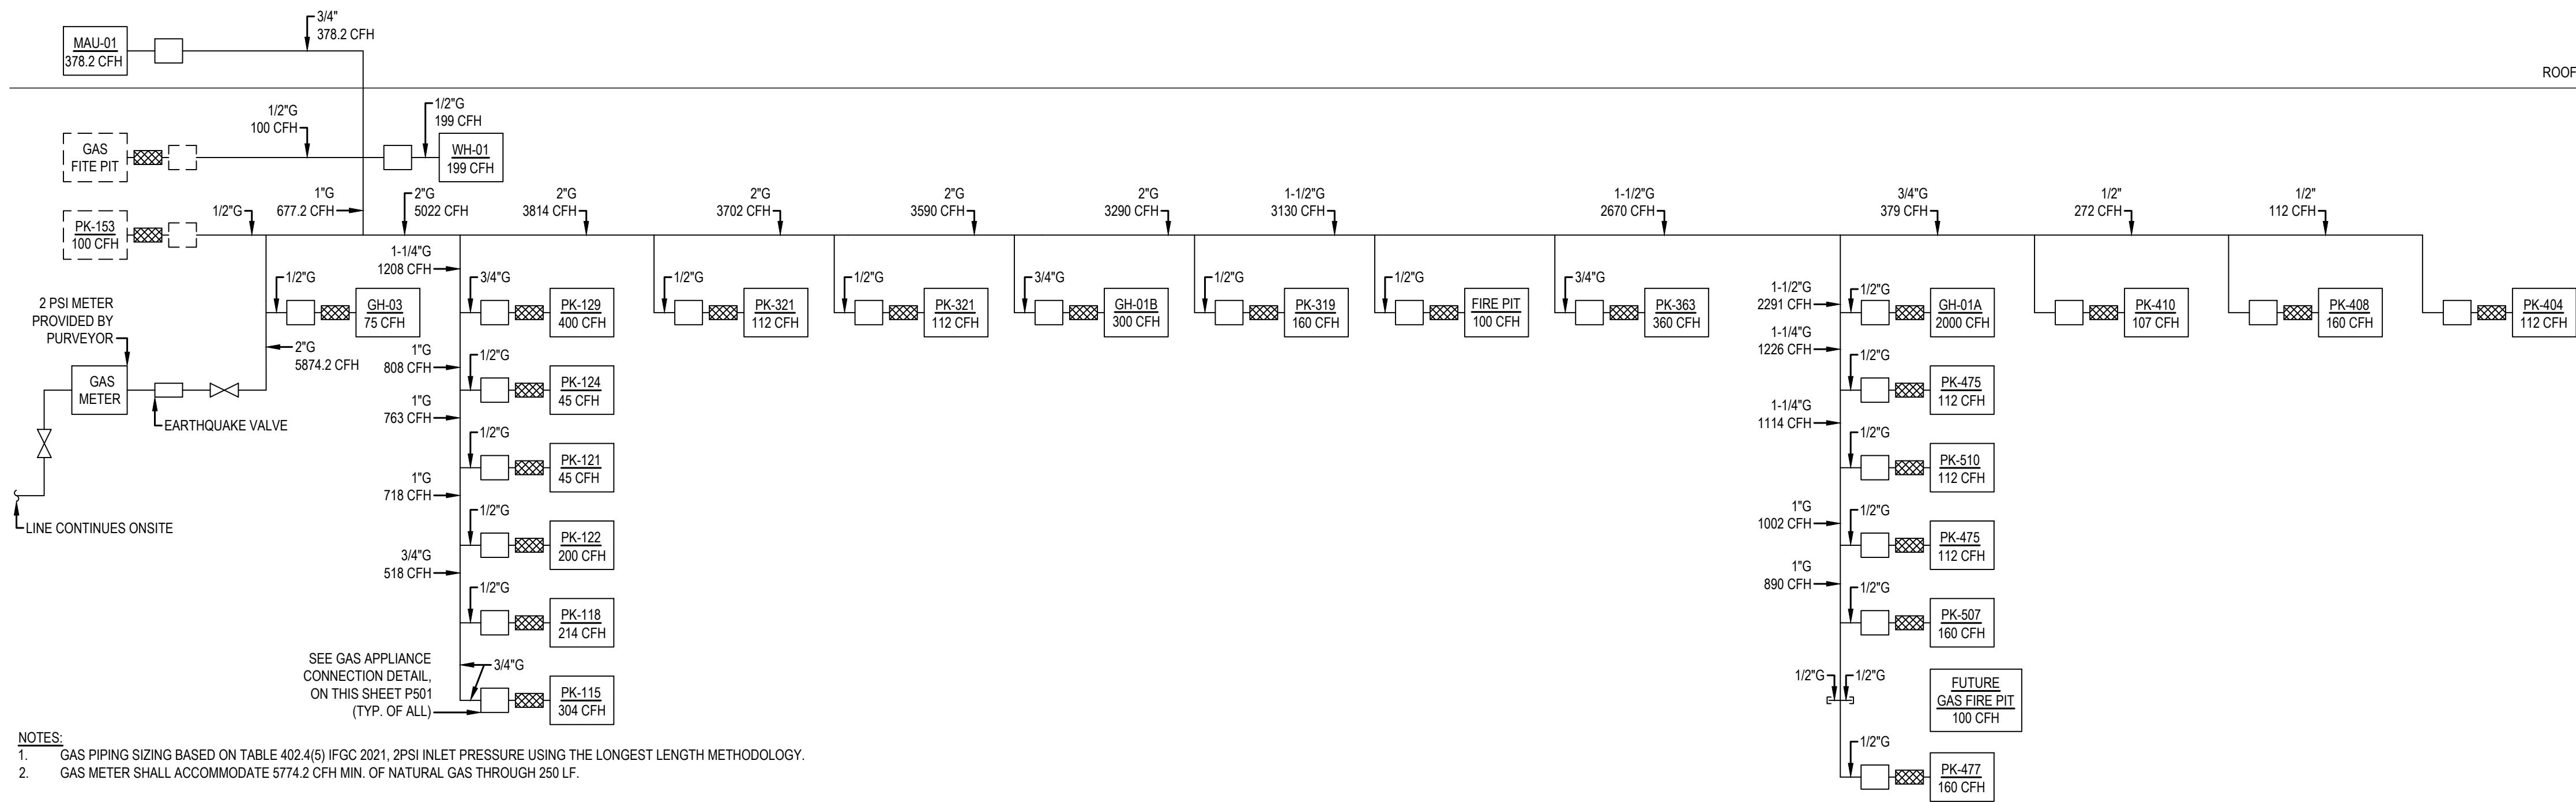 3/4"
378.2 CFH
MAU-01
378.2 CFH
ROOF
1/2"G
100 CFH
1/2"G
199 CFH
GAS
FITE PIT
WH-01
199 CFH
1"G
677.2 CFH
2"G
5022 CFH
2"G
3814 CFH
2"G
3702 CFH
2"G
3590 CFH
2"G
3290 CFH
1-1/2"G
3130 CFH
1-1/2"G
2670 CFH
3/4"G
379 CFH
1/2"
272 CFH
1/2"
112 CFH
1/2"G
PK-153
100 CFH
2 PSI METER
PROVIDED BY
PURVEYOR
1/2"G
GH-03
75 CFH
2"G
5874.2 CFH
GAS
METER
EARTHQUAKE VALVE
LINE CONTINUES ONSITE
1-1/4"G
1208 CFH
3/4"G
PK-129
400 CFH
1"G
808 CFH
1/2"G
PK-124
45 CFH
1"G
763 CFH
1/2"G
PK-121
45 CFH
1"G
718 CFH
1/2"G
PK-122
200 CFH
3/4"G
518 CFH
1/2"G
PK-118
214 CFH
SEE GAS APPLIANCE
CONNECTION DETAIL,
ON THIS SHEET P501
(TYP. OF ALL)
3/4"G
PK-115
304 CFH
1/2"G
PK-321
112 CFH
1/2"G
PK-321
112 CFH
3/4"G
GH-01B
300 CFH
1/2"G
PK-319
160 CFH
1/2"G
FIRE PIT
100 CFH
3/4"G
PK-363
360 CFH
1-1/2"G
2291 CFH
1/2"G
GH-01A
2000 CFH
1-1/4"G
1226 CFH
1/2"G
PK-475
112 CFH
1-1/4"G
1114 CFH
1/2"G
PK-510
112 CFH
1"G
1002 CFH
1/2"G
PK-475
112 CFH
1"G
890 CFH
1/2"G
PK-507
160 CFH
1/2"G
1/2"G
FUTURE
GAS FIRE PIT
100 CFH
1/2"G
PK-477
160 CFH
PK-410
107 CFH
PK-408
160 CFH
PK-404
112 CFH
NOTES:
1. GAS PIPING SIZING BASED ON TABLE 402.4(5) IFGC 2021, 2PSI INLET PRESSURE USING THE LONGEST LENGTH METHODOLOGY.
2. GAS METER SHALL ACCOMMODATE 5774.2 CFH MIN. OF NATURAL GAS THROUGH 250 LF.